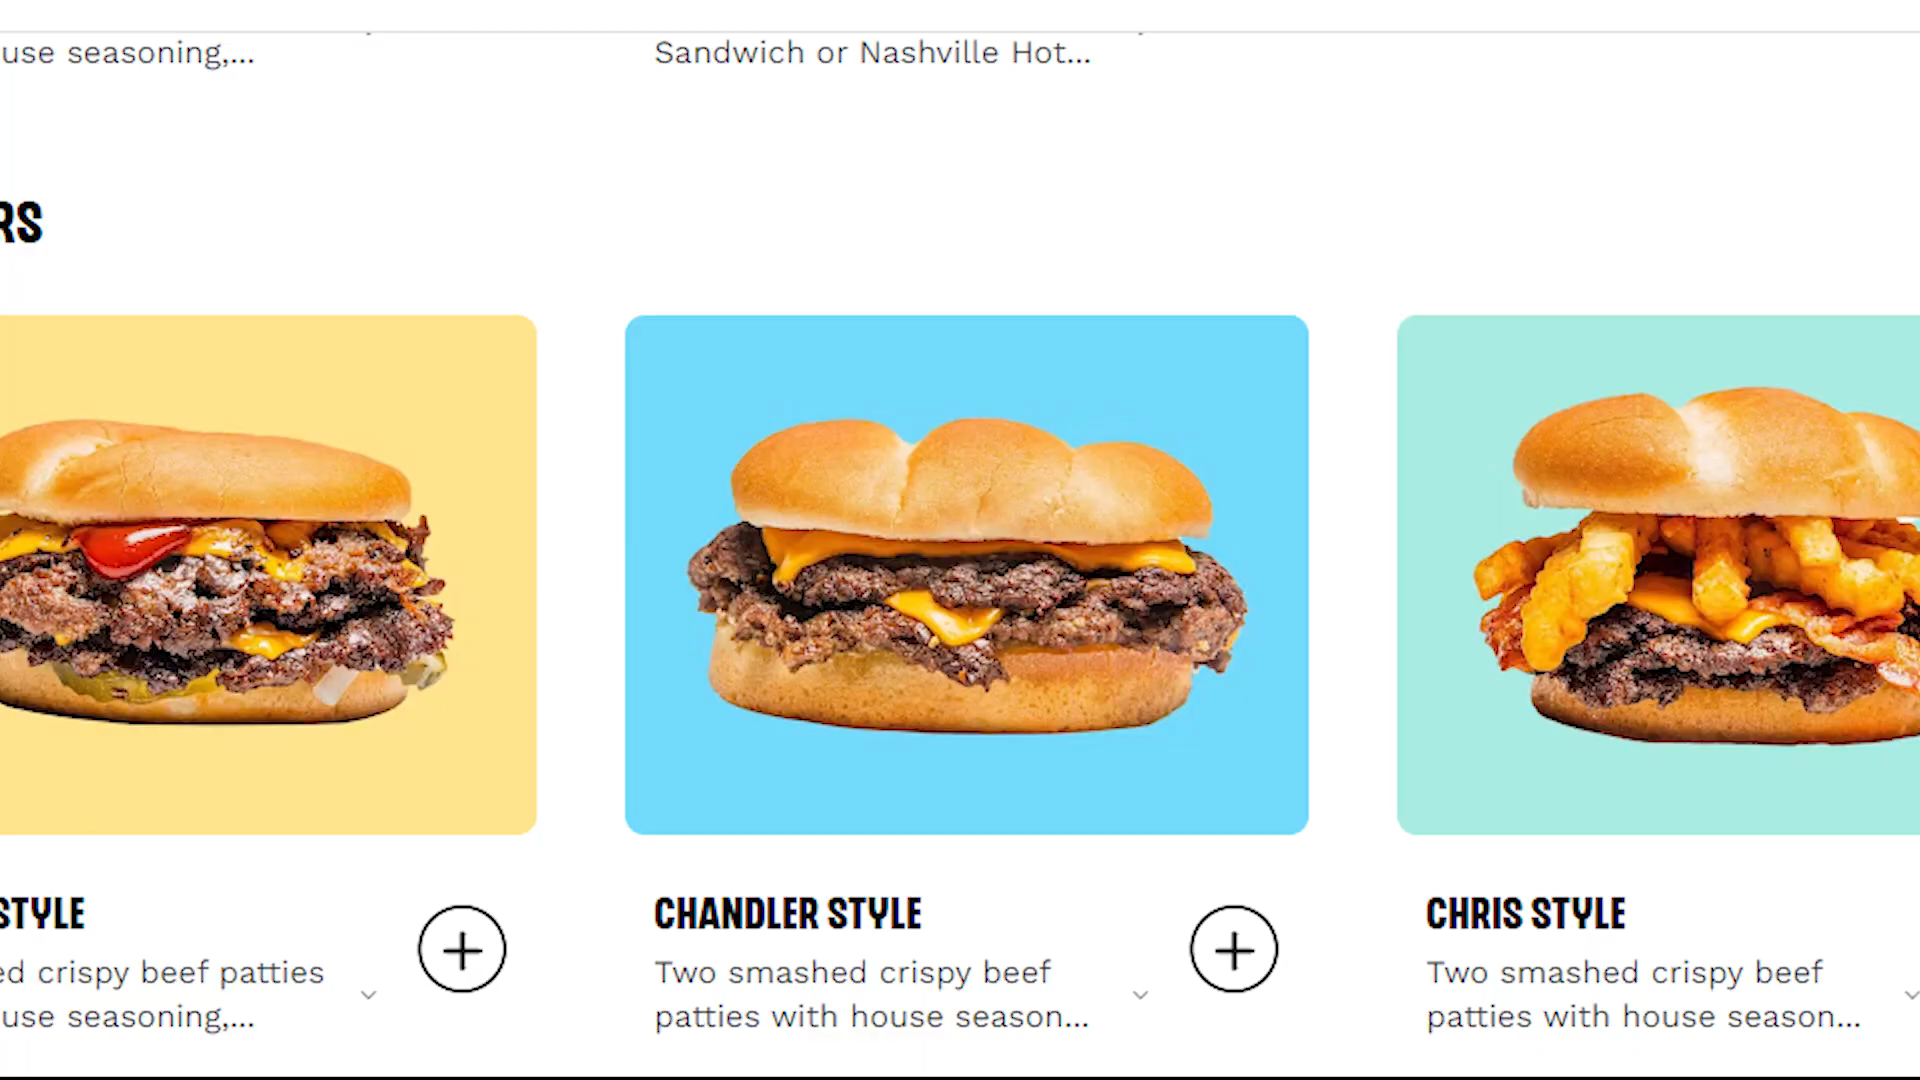 use seasoning,...
Sandwich or Nashville Hot...
RS
STYLE
ed crispy beef patties
use seasoning,...
CHANDLER STYLE
Two smashed crispy beef
patties with house season...
CHRIS STYLE
Two smashed crispy beef
patties with house season...